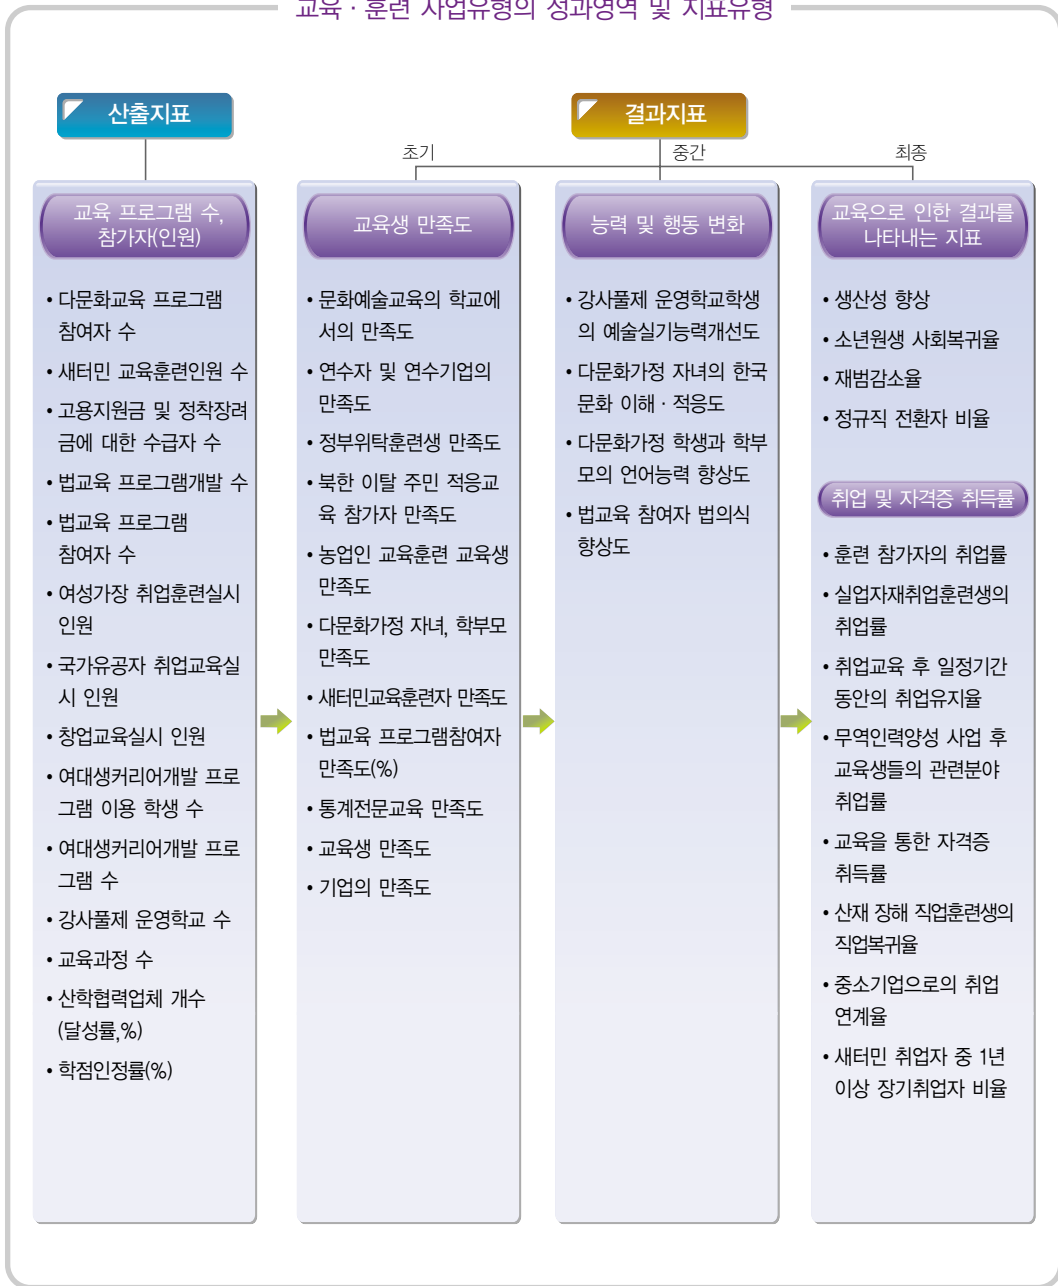 교육 · 훈련 사업유형의 성과영역 및 지표유형
산출지표
결과지표
초기
중간
최종
교육 프로그램 수,
참가자(인원)
• 다문화교육 프로그램
참여자 수
• 새터민 교육훈련인원 수
• 고용지원금 및 정착장려
금에 대한 수급자 수
• 법교육 프로그램개발 수
• 법교육 프로그램
참여자 수
• 여성가장 취업훈련실시
인원
• 국가유공자 취업교육실
시 인원
• 창업교육실시 인원
• 여대생커리어개발 프로
그램 이용 학생 수
• 여대생커리어개발 프로
그램 수
• 강사풀제 운영학교 수
• 교육과정 수
• 산학협력업체 개수
(달성률,%)
• 학점인정률(%)
교육생 만족도
• 문화예술교육의 학교에
서의 만족도
• 연수자 및 연수기업의
만족도
• 정부위탁훈련생 만족도
• 북한 이탈 주민 적응교
육 참가자 만족도
• 농업인 교육훈련 교육생
만족도
• 다문화가정 자녀, 학부모
만족도
• 새터민교육훈련자 만족도
• 법교육 프로그램참여자
만족도(%)
• 통계전문교육 만족도
• 교육생 만족도
• 기업의 만족도
능력 및 행동 변화
• 강사풀제 운영학교학생
의 예술실기능력개선도
• 다문화가정 자녀의 한국
문화 이해 · 적응도
• 다문화가정 학생과 학부
모의 언어능력 향상도
• 법교육 참여자 법의식
향상도
교육으로 인한 결과를
나타내는 지표
• 생산성 향상
• 소년원생 사회복귀율
• 재범감소율
• 정규직 전환자 비율
취업 및 자격증 취득률
• 훈련 참가자의 취업률
• 실업자재취업훈련생의
취업률
• 취업교육 후 일정기간
동안의 취업유지율
• 무역인력양성 사업 후
교육생들의 관련분야
취업률
• 교육을 통한 자격증
취득률
• 산재 장해 직업훈련생의
직업복귀율
• 중소기업으로의 취업
연계율
• 새터민 취업자 중 1년
이상 장기취업자 비율